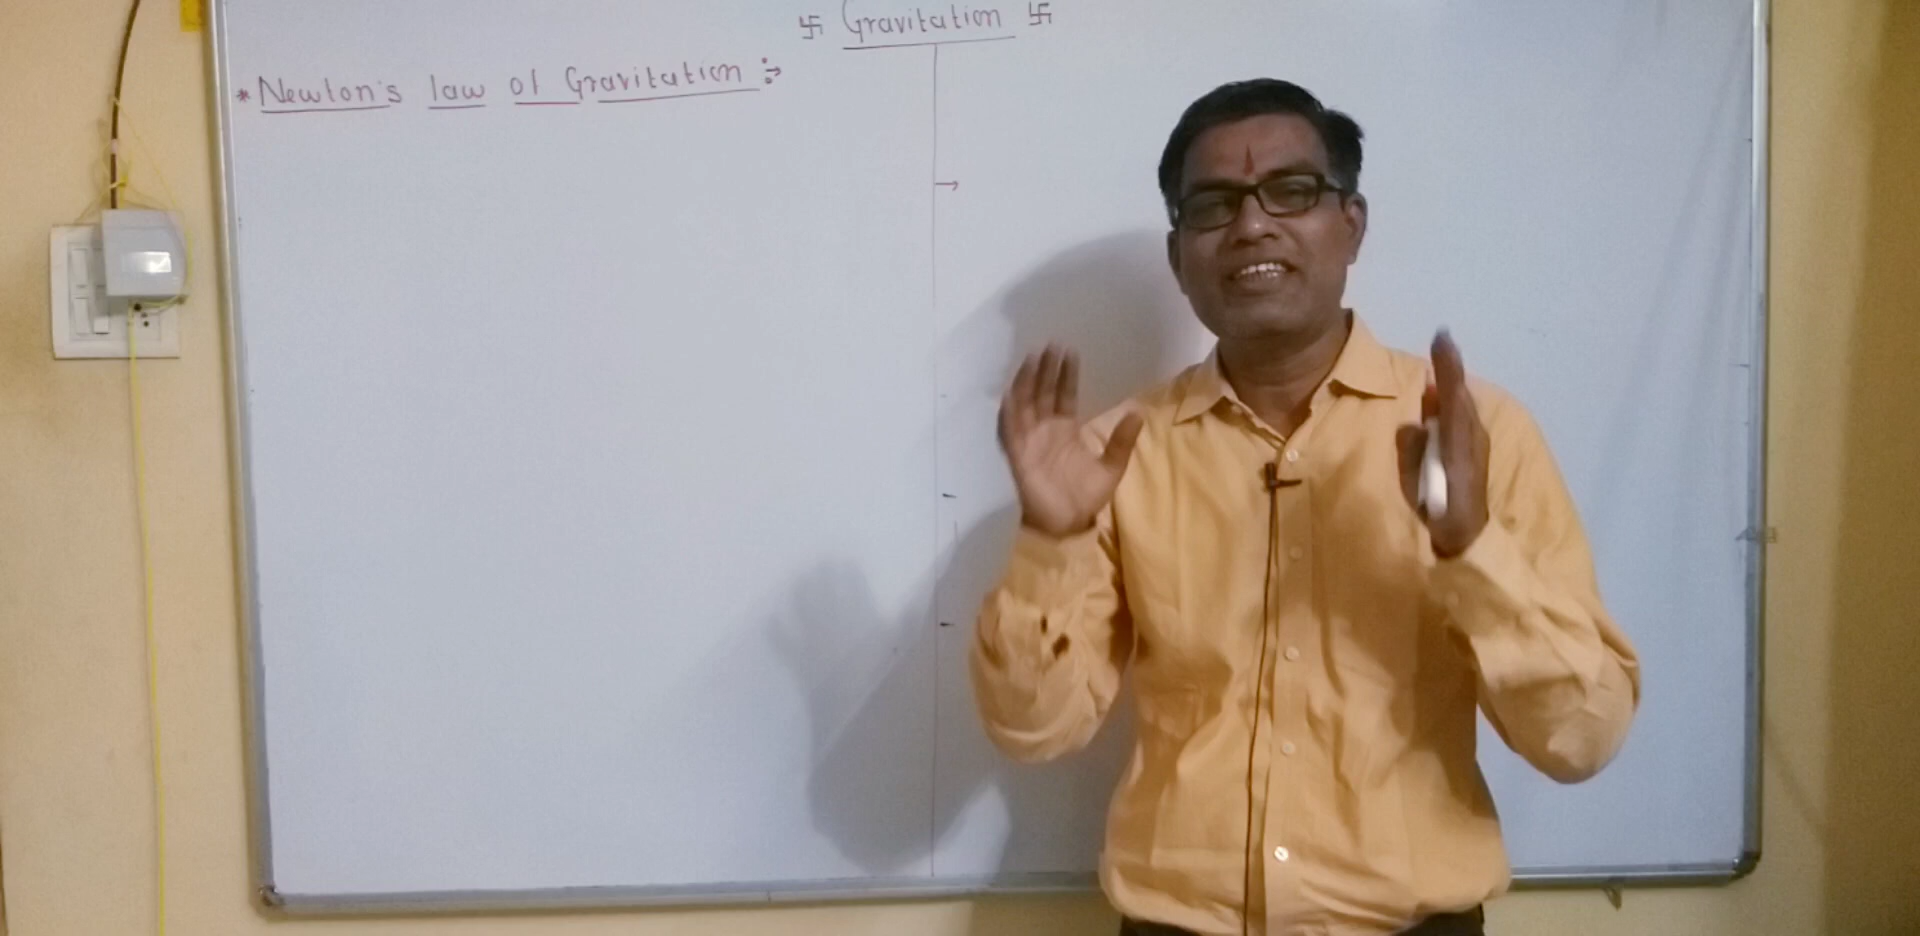 卐 Gravitation 卐
* Newton's law of Gravitation :→